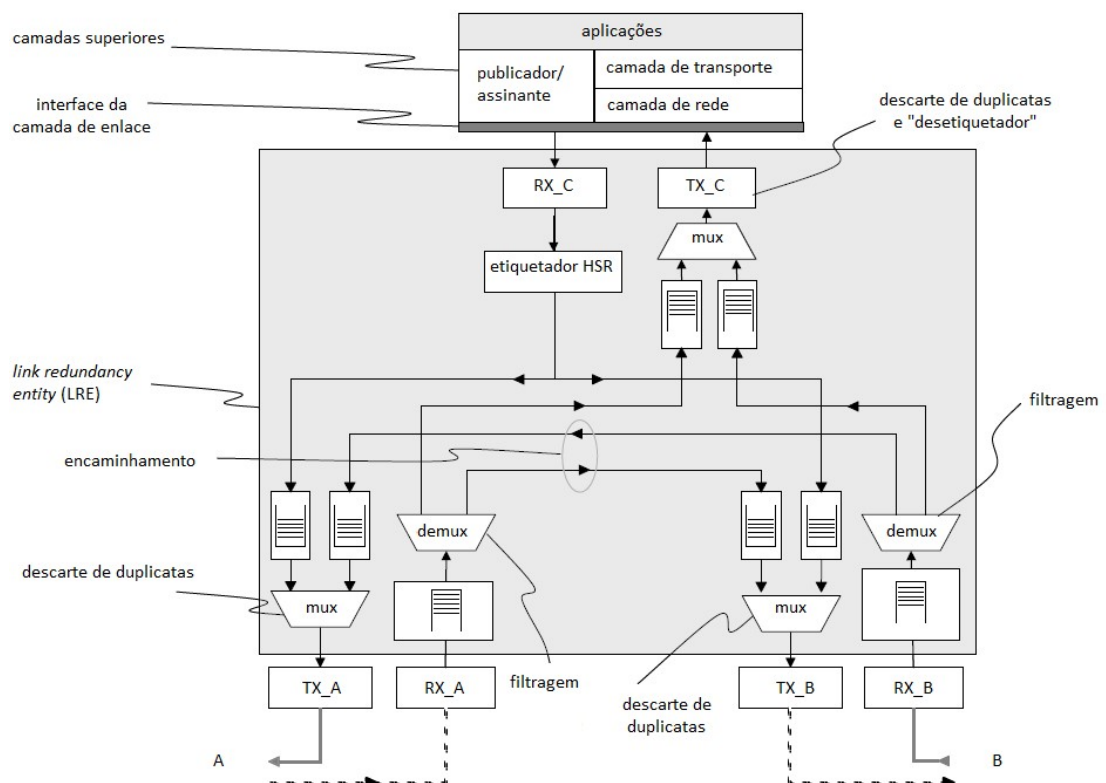 aplicações
camadas superiores
publicador/
assinante
camada de transporte
camada de rede
interface da
camada de enlace
descarte de duplicatas
e "desetiquetador"
RX_C
TX_C
mux
etiquetador HSR
link redundancy
entity (LRE)
filtragem
encaminhamento
demux
demux
descarte de duplicatas
mux
mux
TX_A
RX_A
filtragem
descarte de
duplicatas
TX_B
RX_B
A
B